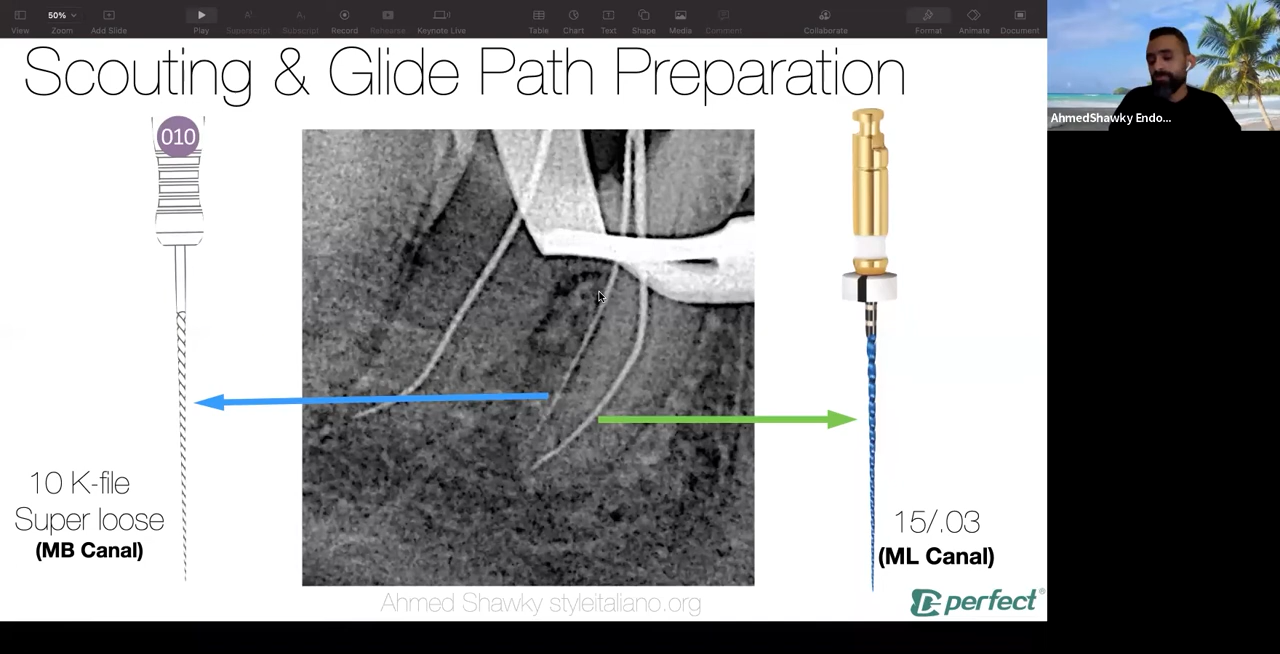 50%
View
Zoom
Add Slide
Play
Superscript
Subscript
Record
Rehearse
Keynote Live
Table
Chart
Text
Shape
Media
Comment
Collaborate
Format
Animate
Document
Scouting & Glide Path Preparation
AhmedShawky Endo...
010
10 K-file
Super loose
(MB Canal)
15/.03
(ML Canal)
Ahmed Shawky styleitaliano.org
perfect®